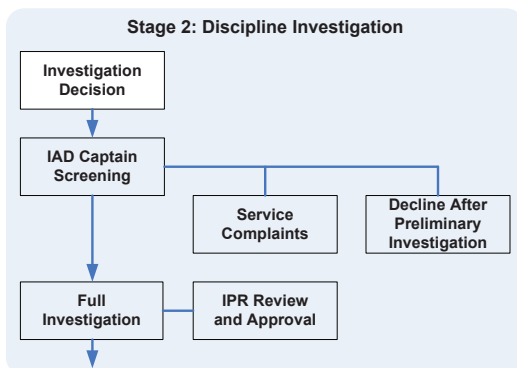 Stage 2: Discipline Investigation
Investigation
Decision
IAD Captain
Screening
Service
Complaints
Decline After
Preliminary
Investigation
Full
Investigation
IPR Review
and Approval